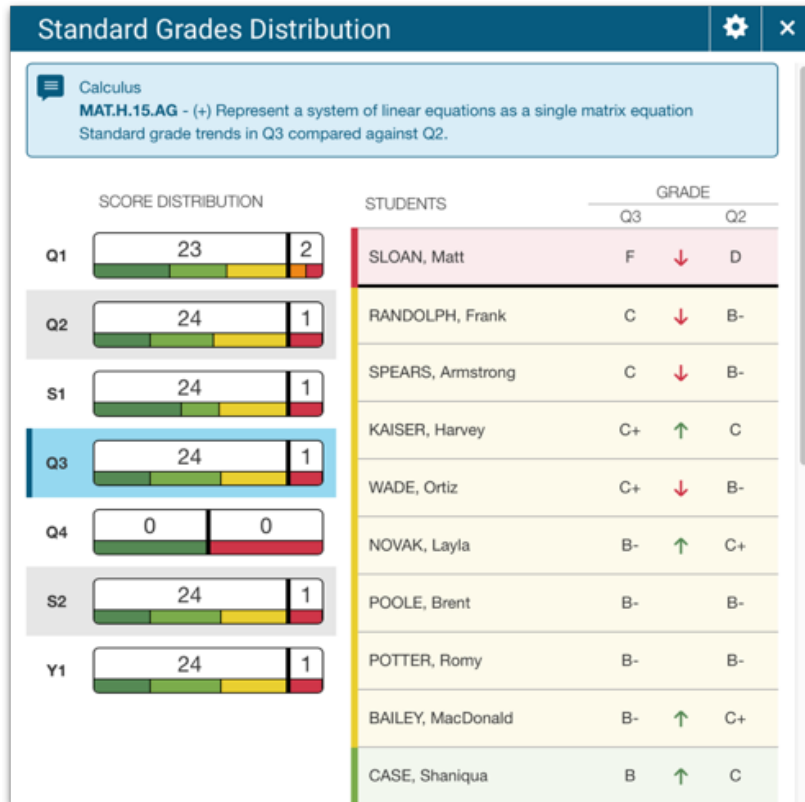 Standard Grades Distribution
Calculus
MAT.H.15.AG - (+) Represent a system of linear equations as a single matrix equation
Standard grade trends in Q3 compared against Q2.
SCORE DISTRIBUTION
Q1 23 2
Q2 24 1
S1 24 1
Q3 24 1
Q4 0 0
S2 24 1
Y1 24 1
STUDENTS GRADE
Q3 Q2
SLOAN, Matt F ↓ D
RANDOLPH, Frank C ↓ B-
SPEARS, Armstrong C ↓ B-
KAISER, Harvey C+ ↑ C
WADE, Ortiz C+ ↓ B-
NOVAK, Layla B- ↑ C+
POOLE, Brent B- B-
POTTER, Romy B- B-
BAILEY, MacDonald B- ↑ C+
CASE, Shaniqua B ↑ C